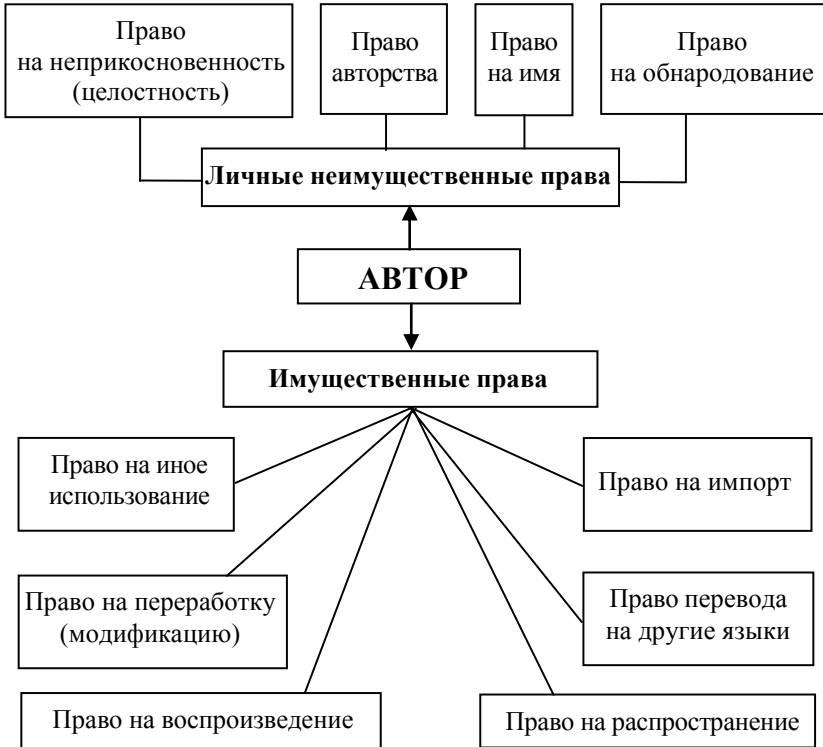 Право
на неприкосновенность
(целостность)
Право
авторства
Право
на имя
Право
на обнародование
Личные неимущественные права
АВТОР
Имущественные права
Право на иное
использование
Право на импорт
Право на переработку
(модификацию)
Право перевода
на другие языки
Право на воспроизведение
Право на распространение